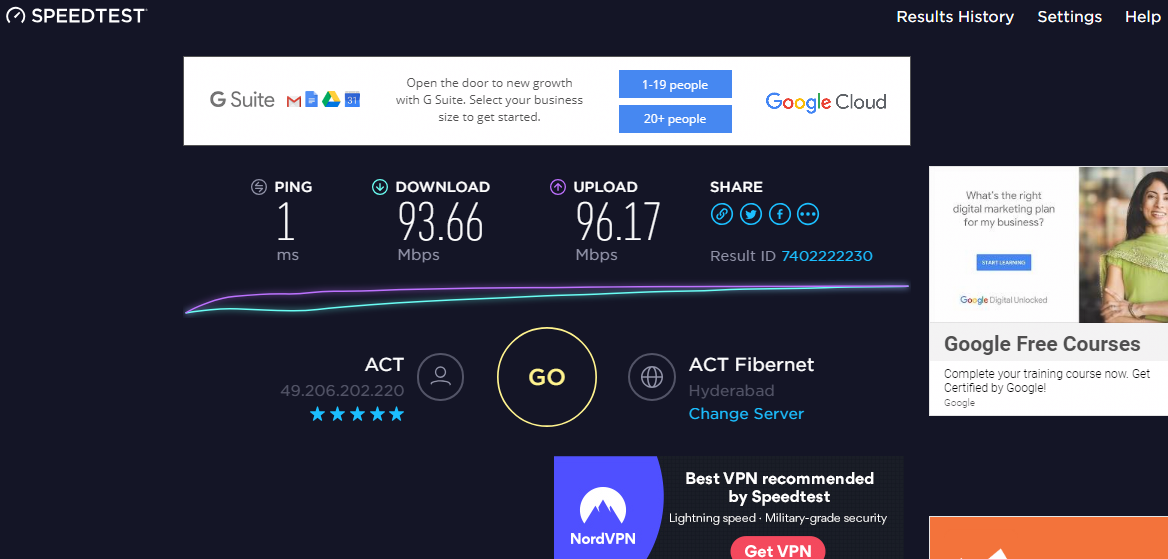 SPEEDTEST
Results History Settings Help
G Suite
31
Open the door to new growth
with G Suite. Select your business
size to get started.
1-19 people
20+ people
Google Cloud
PING
1
ms
DOWNLOAD
93.66
Mbps
UPLOAD
96.17
Mbps
SHARE
Result ID 7402222230
ACT
49.206.202.220
GO
ACT Fibernet
Hyderabad
Change Server
What's the right
digital marketing plan
for my business?
START LEARNING
Google Digital Unlocked
Google Free Courses
Complete your training course now. Get
Certified by Google!
Google
NordVPN
Best VPN recommended
by Speedtest
Lightning speed · Military-grade security
Get VPN